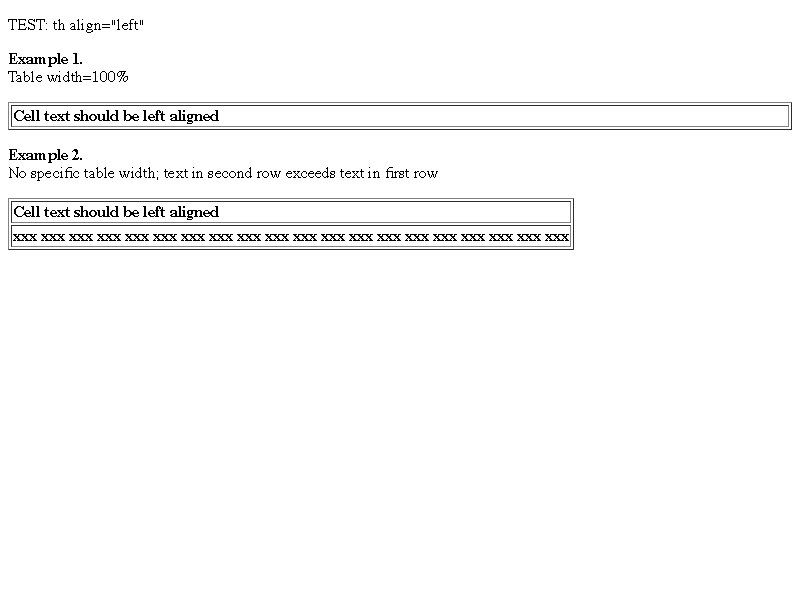 TEST: th align="left"
Example 1.
Table width=100%
Cell text should be left aligned
Example 2.
No specific table width; text in second row exceeds text in first row
Cell text should be left aligned
xxx xxx xxx xxx xxx xxx xxx xxx xxx xxx xxx xxx xxx xxx xxx xxx xxx xxx xxx xxx